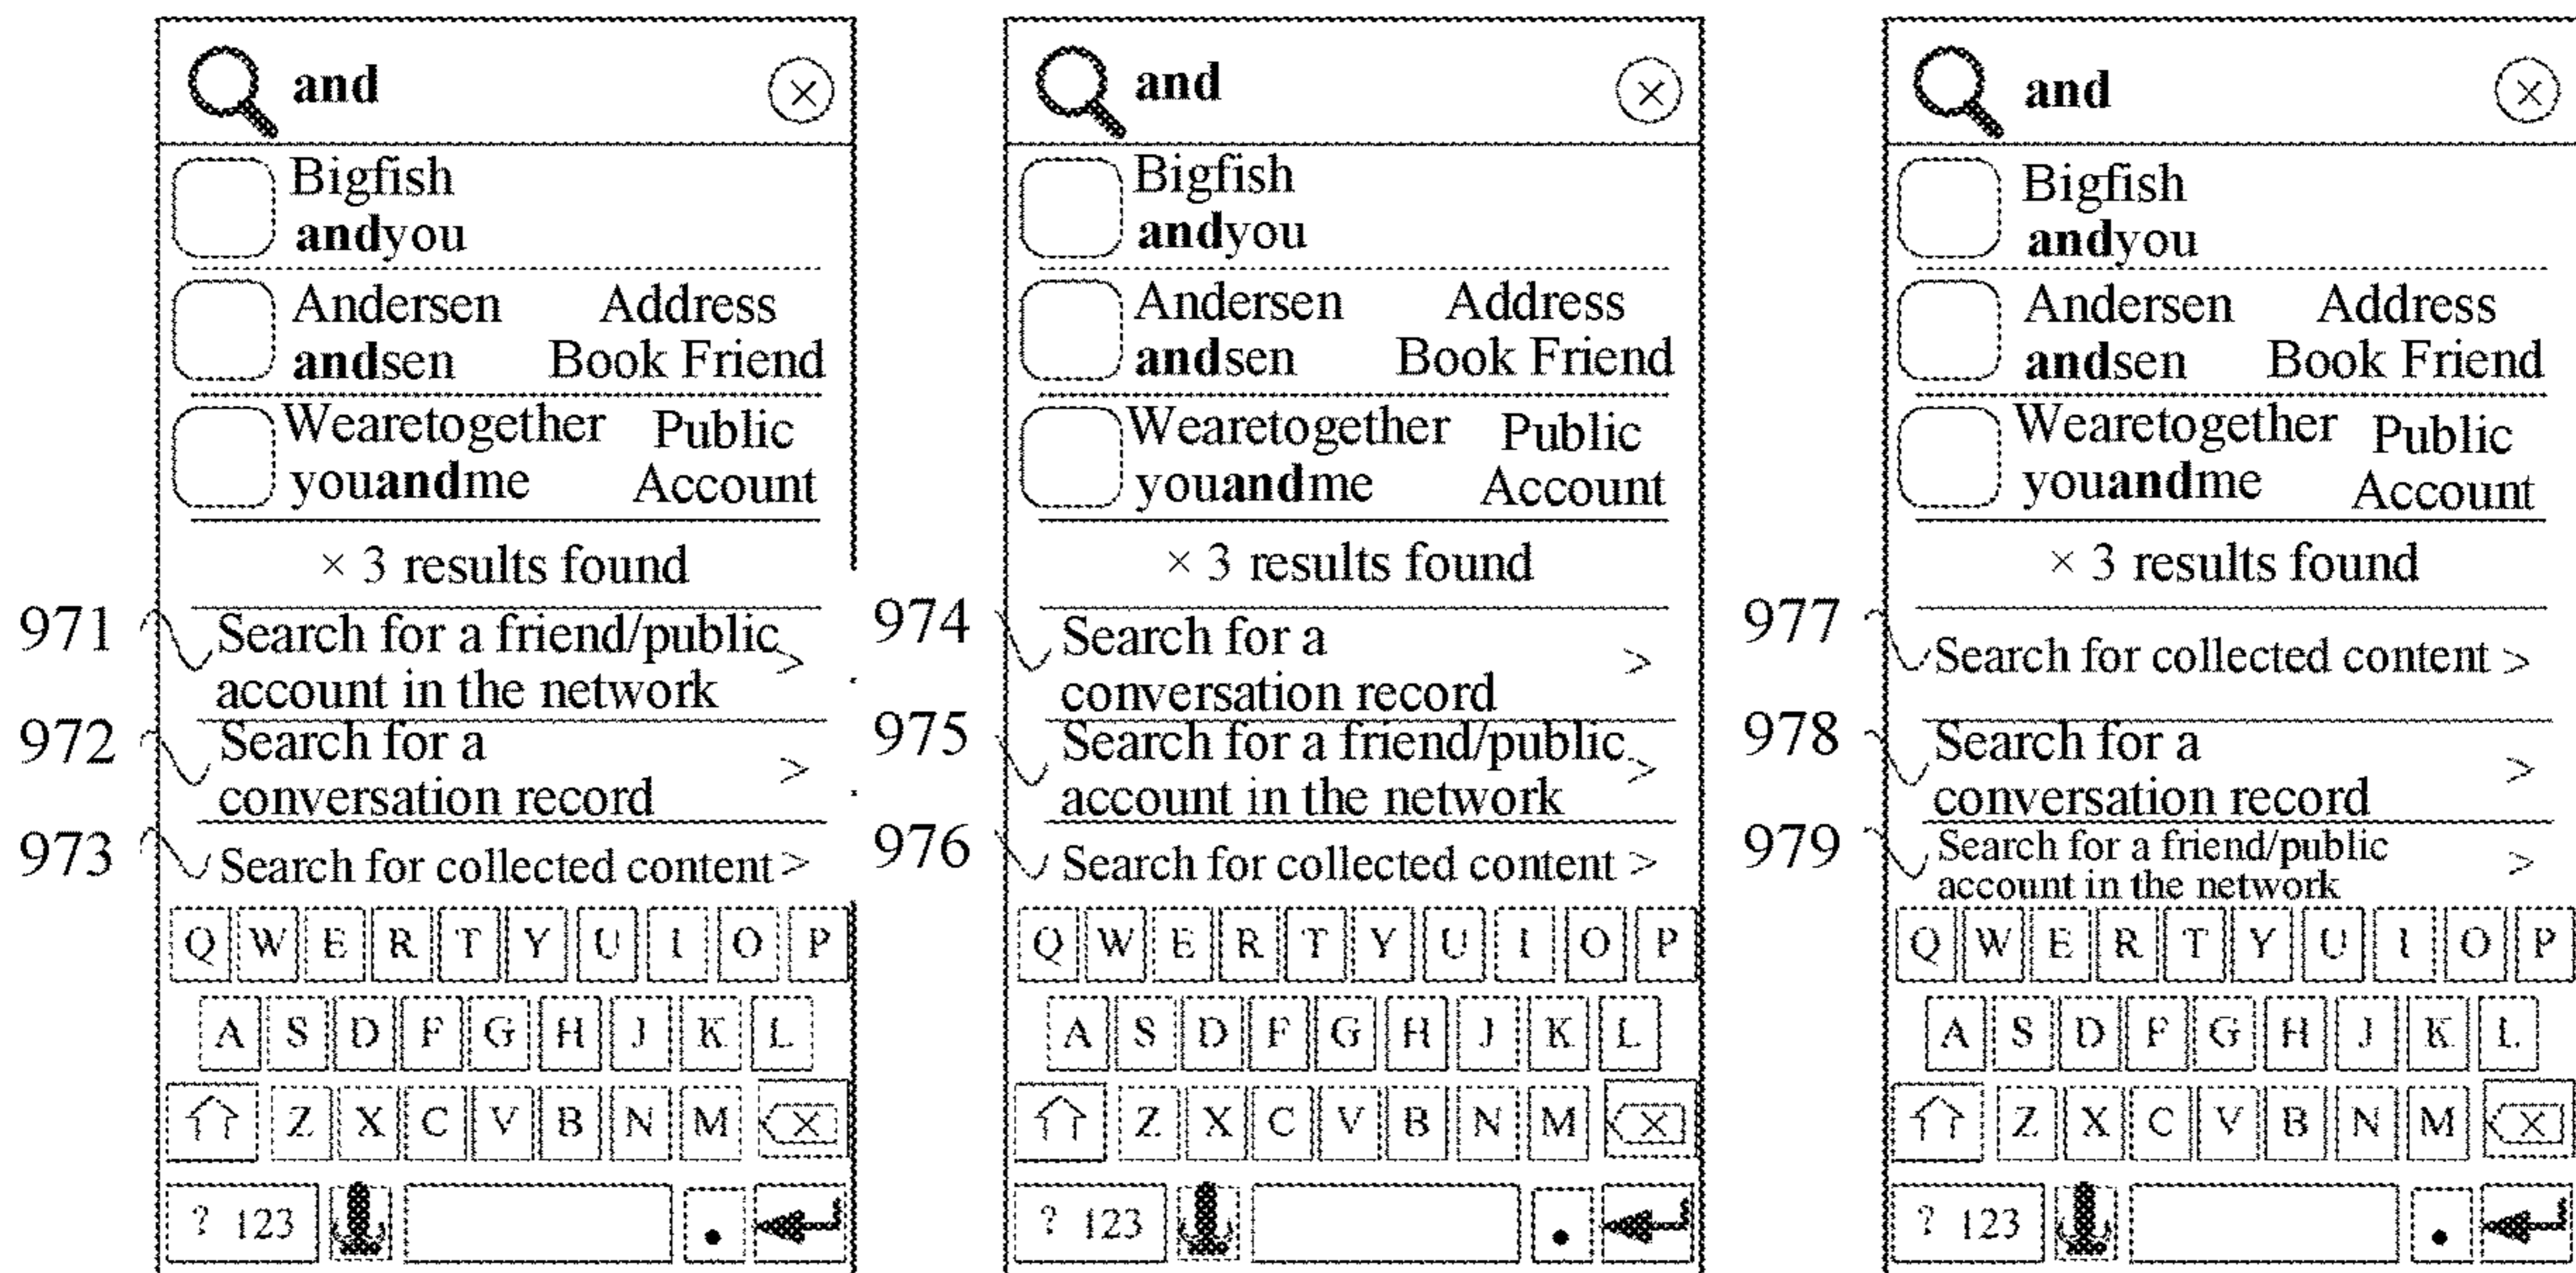 and ×
Bigfish
andyou
Andersen Address
andsen Book Friend
Wearetogether Public
youandme Account
× 3 results found
971 Search for a friend/public >
account in the network
972 Search for a >
conversation record
973 Search for collected content >
Q W E R T Y U I O P
A S D F G H J K L
Z X C V B N M ×
? 123 .
and ×
Bigfish
andyou
Andersen Address
andsen Book Friend
Wearetogether Public
youandme Account
× 3 results found
974 Search for a >
conversation record
975 Search for a friend/public >
account in the network
976 Search for collected content >
Q W E R T Y U I O P
A S D F G H J K L
Z X C V B N M ×
? 123 .
and ×
Bigfish
andyou
Andersen Address
andsen Book Friend
Wearetogether Public
youandme Account
× 3 results found
977 Search for collected content >
978 Search for a >
conversation record
979 Search for a friend/public >
account in the network
Q W E R T Y U I O P
A S D F G H J K L
Z X C V B N M ×
? 123 .